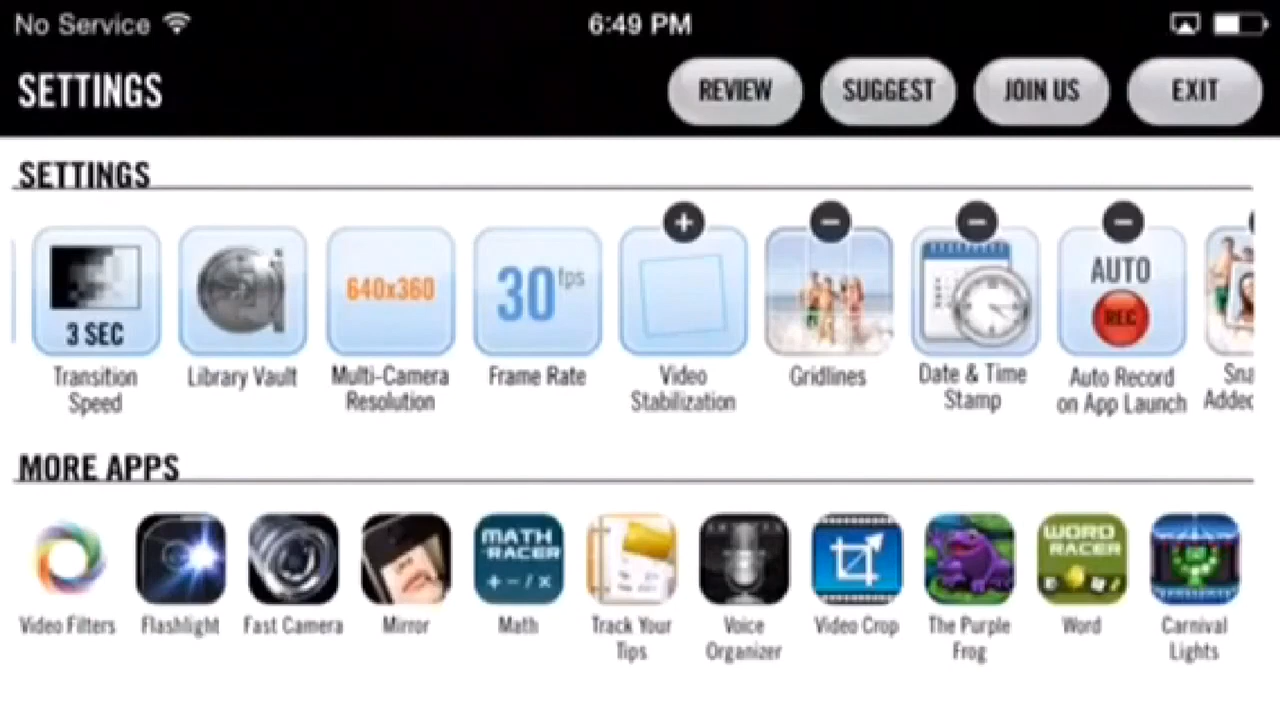 No Service 6:49 PM
SETTINGS REVIEW SUGGEST JOIN US EXIT
SETTINGS
3 SEC 640x360 30 fps AUTO REC
Transition Speed
Library Vault
Multi-Camera Resolution
Frame Rate
Video Stabilization
Gridlines
Date & Time Stamp
Auto Record on App Launch
Sna
Added
MORE APPS
MATH RACER + − / x
WORD RACER
Video Filters
Flashlight
Fast Camera
Mirror
Math
Track Your Tips
Voice Organizer
Video Crop
The Purple Frog
Word
Carnival Lights